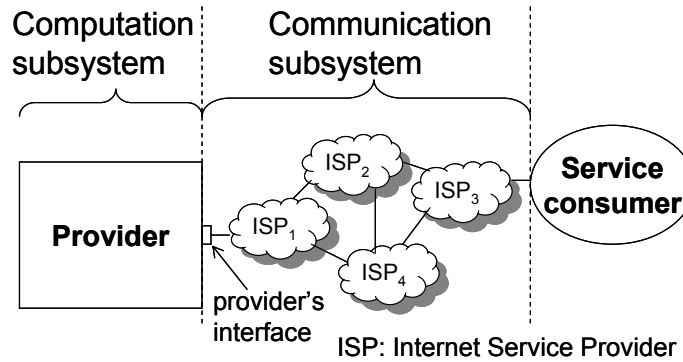 Computation
subsystem
Communication
subsystem
Provider
provider's
interface
ISP1
ISP2
ISP3
ISP4
Service
consumer
ISP: Internet Service Provider